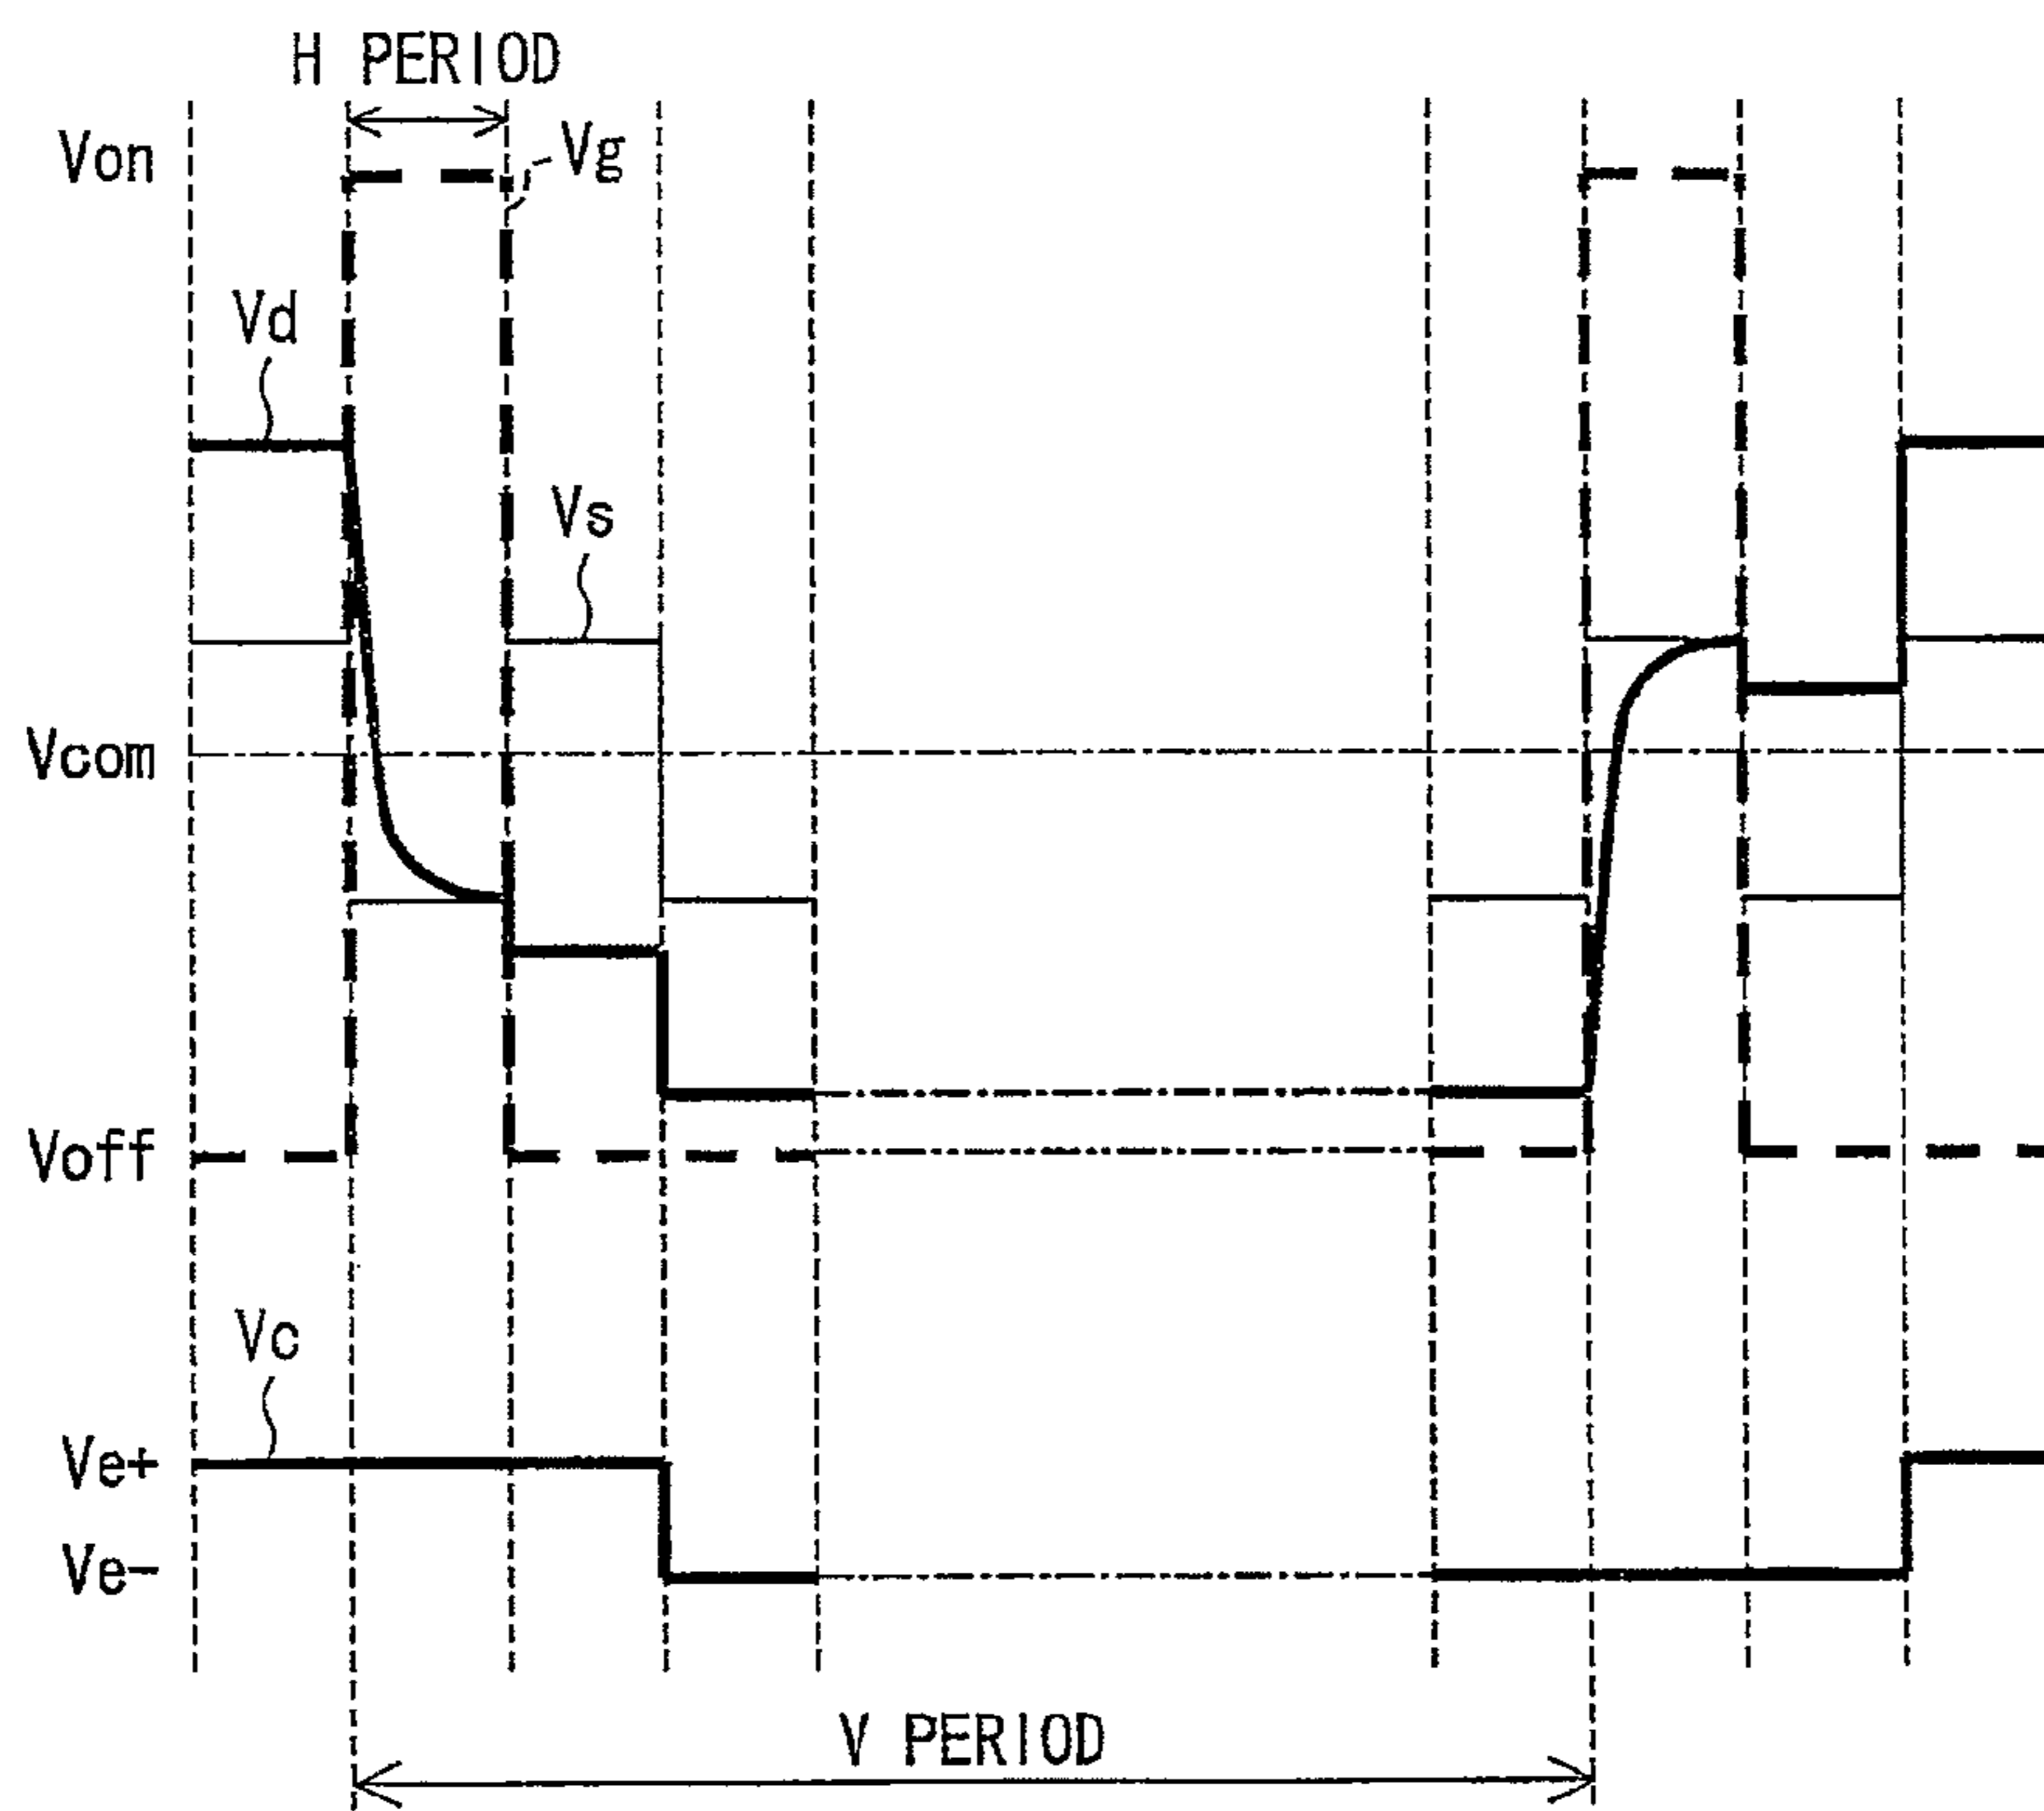 H PERIOD
Von
Vg
Vd
Vs
Vcom
Voff
Vc
Ve+
Ve-
V PERIOD